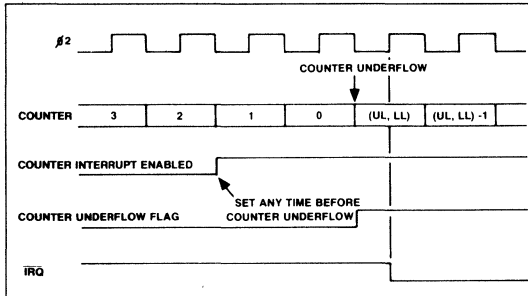 ø2
COUNTER UNDERFLOW
COUNTER 3 2 1 0 (UL, LL) (UL, LL) -1
COUNTER INTERRUPT ENABLED
SET ANY TIME BEFORE
COUNTER UNDERFLOW
COUNTER UNDERFLOW FLAG
IRQ